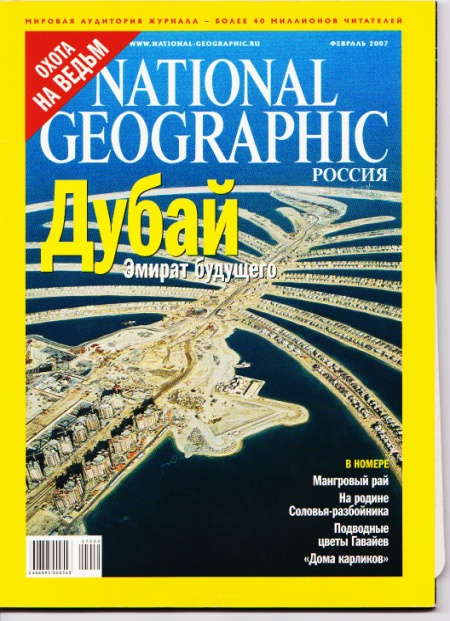 МИРОВАЯ АУДИТОРИЯ ЖУРНАЛА – БОЛЕЕ 40 МИЛЛИОНОВ ЧИТАТЕЛЕЙ
ОХОТА
НА ВЕДЬМ
WWW.NATIONAL-GEOGRAPHIC.RU
ФЕВРАЛЬ 2007
NATIONAL
GEOGRAPHIC
РОССИЯ
Дубай
Эмират будущего
В НОМЕРЕ
Мангровый рай
На родине
Соловья-разбойника
Подводные
цветы Гавайев
«Дома карликов»